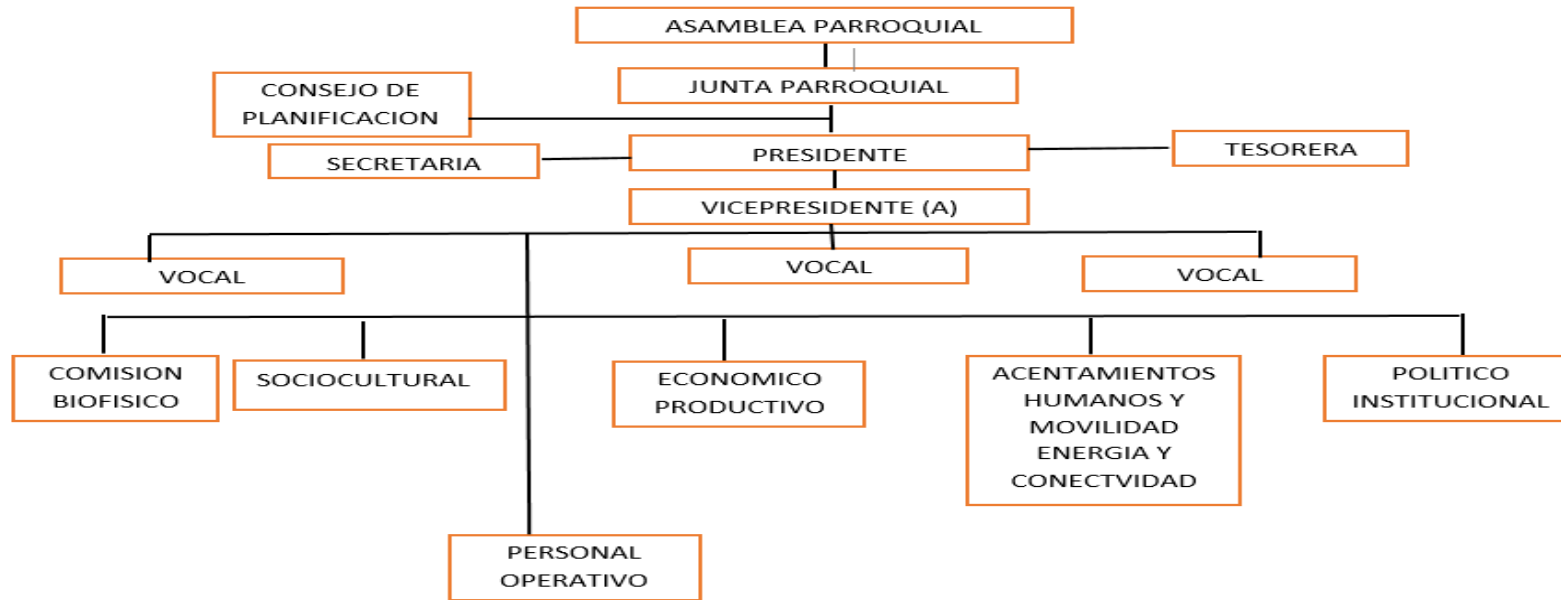 ASAMBLEA PARROQUIAL
CONSEJO DE
PLANIFICACION
JUNTA PARROQUIAL
SECRETARIA
PRESIDENTE
TESORERA
VICEPRESIDENTE (A)
VOCAL
VOCAL
VOCAL
COMISION
BIOFISICO
SOCIOCULTURAL
ECONOMICO
PRODUCTIVO
ACENTAMIENTOS
HUMANOS Y
MOVILIDAD
ENERGIA Y
CONECTVIDAD
POLITICO
INSTITUCIONAL
PERSONAL
OPERATIVO